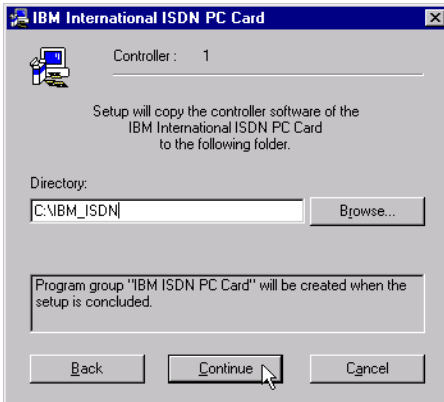 IBM International ISDN PC Card
Controller : 1
Setup will copy the controller software of the
IBM International ISDN PC Card
to the following folder.
Directory:
C:\IBM_ISDN
Browse...
Program group "IBM ISDN PC Card" will be created when the
setup is concluded.
Back Continue Cancel